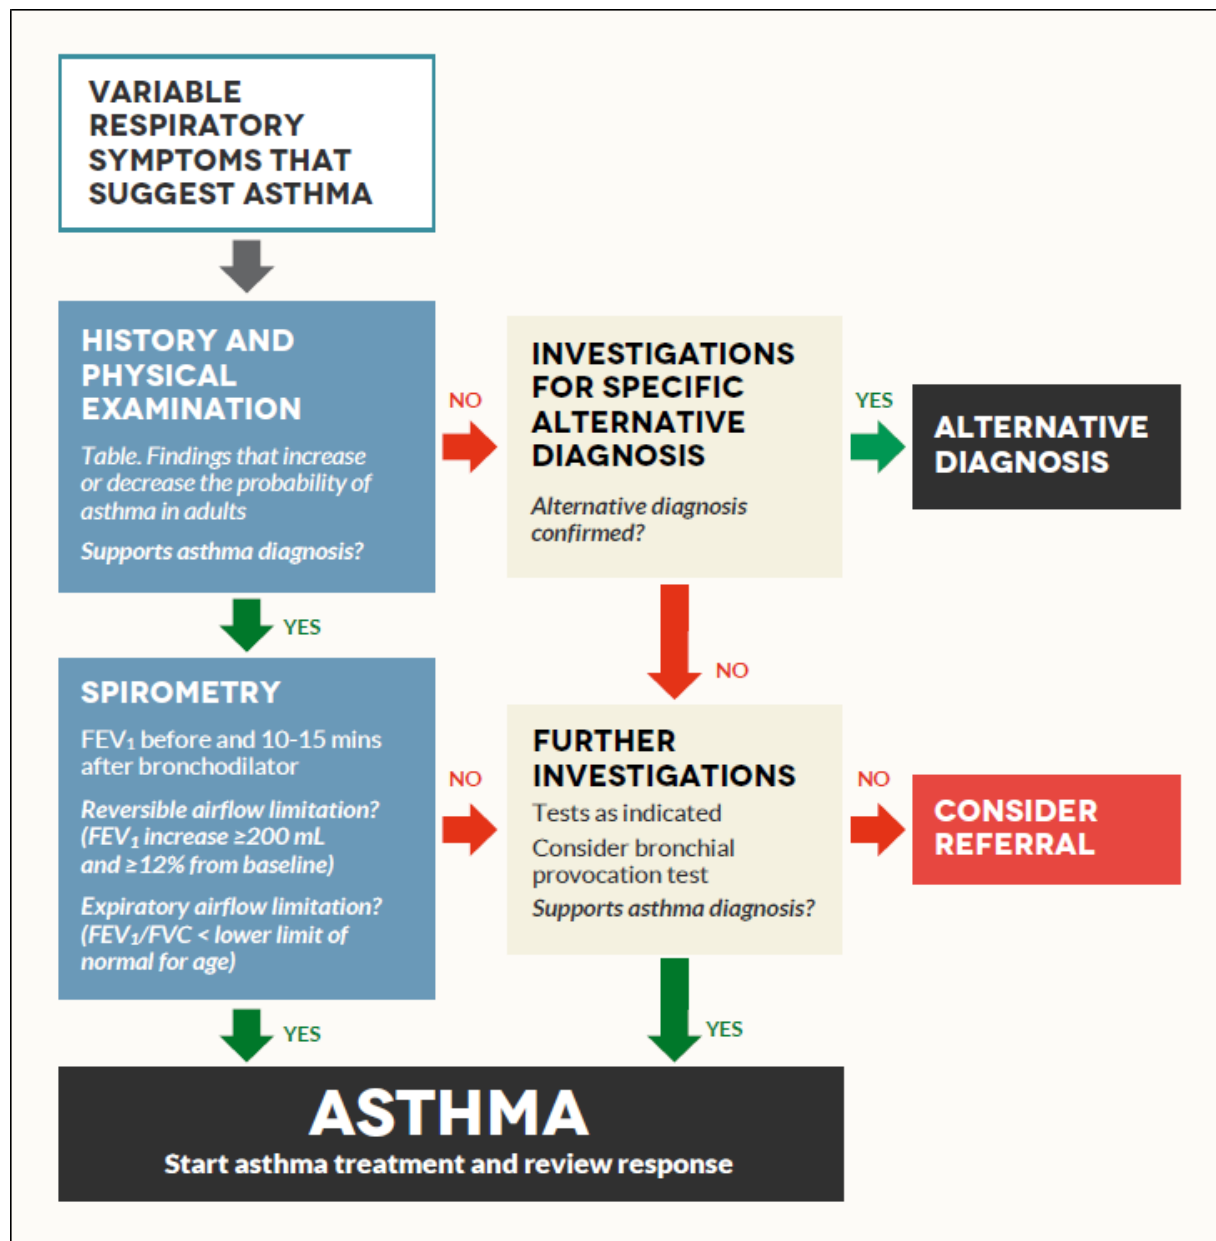 VARIABLE
RESPIRATORY
SYMPTOMS THAT
SUGGEST ASTHMA
HISTORY AND
PHYSICAL
EXAMINATION
Table. Findings that increase
or decrease the probability of
asthma in adults
Supports asthma diagnosis?
NO
INVESTIGATIONS
FOR SPECIFIC
ALTERNATIVE
DIAGNOSIS
Alternative diagnosis
confirmed?
YES
ALTERNATIVE
DIAGNOSIS
YES
NO
SPIROMETRY
FEV₁ before and 10-15 mins
after bronchodilator
Reversible airflow limitation?
(FEV₁ increase ≥200 mL
and ≥12% from baseline)
Expiratory airflow limitation?
(FEV₁/FVC < lower limit of
normal for age)
NO
FURTHER
INVESTIGATIONS
Tests as indicated
Consider bronchial
provocation test
Supports asthma diagnosis?
NO
CONSIDER
REFERRAL
YES
YES
ASTHMA
Start asthma treatment and review response